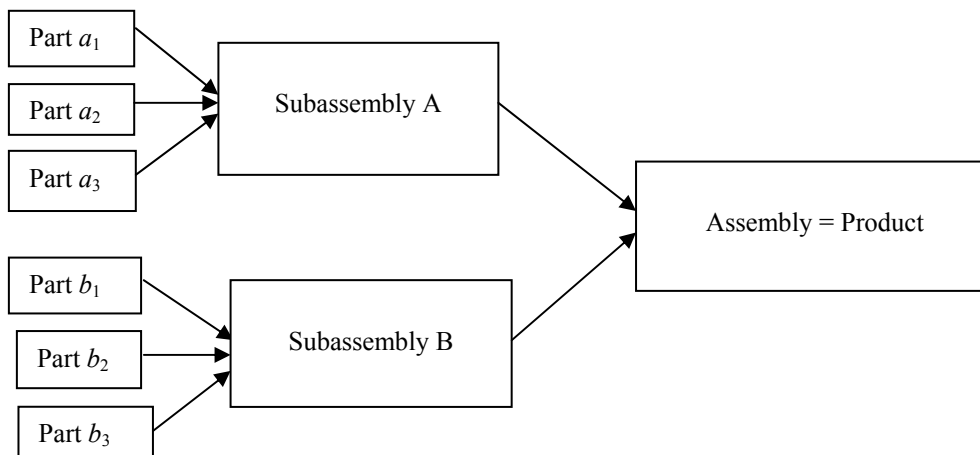 Part a₁
Part a₂
Part a₃
Subassembly A
Assembly = Product
Part b₁
Part b₂
Part b₃
Subassembly B